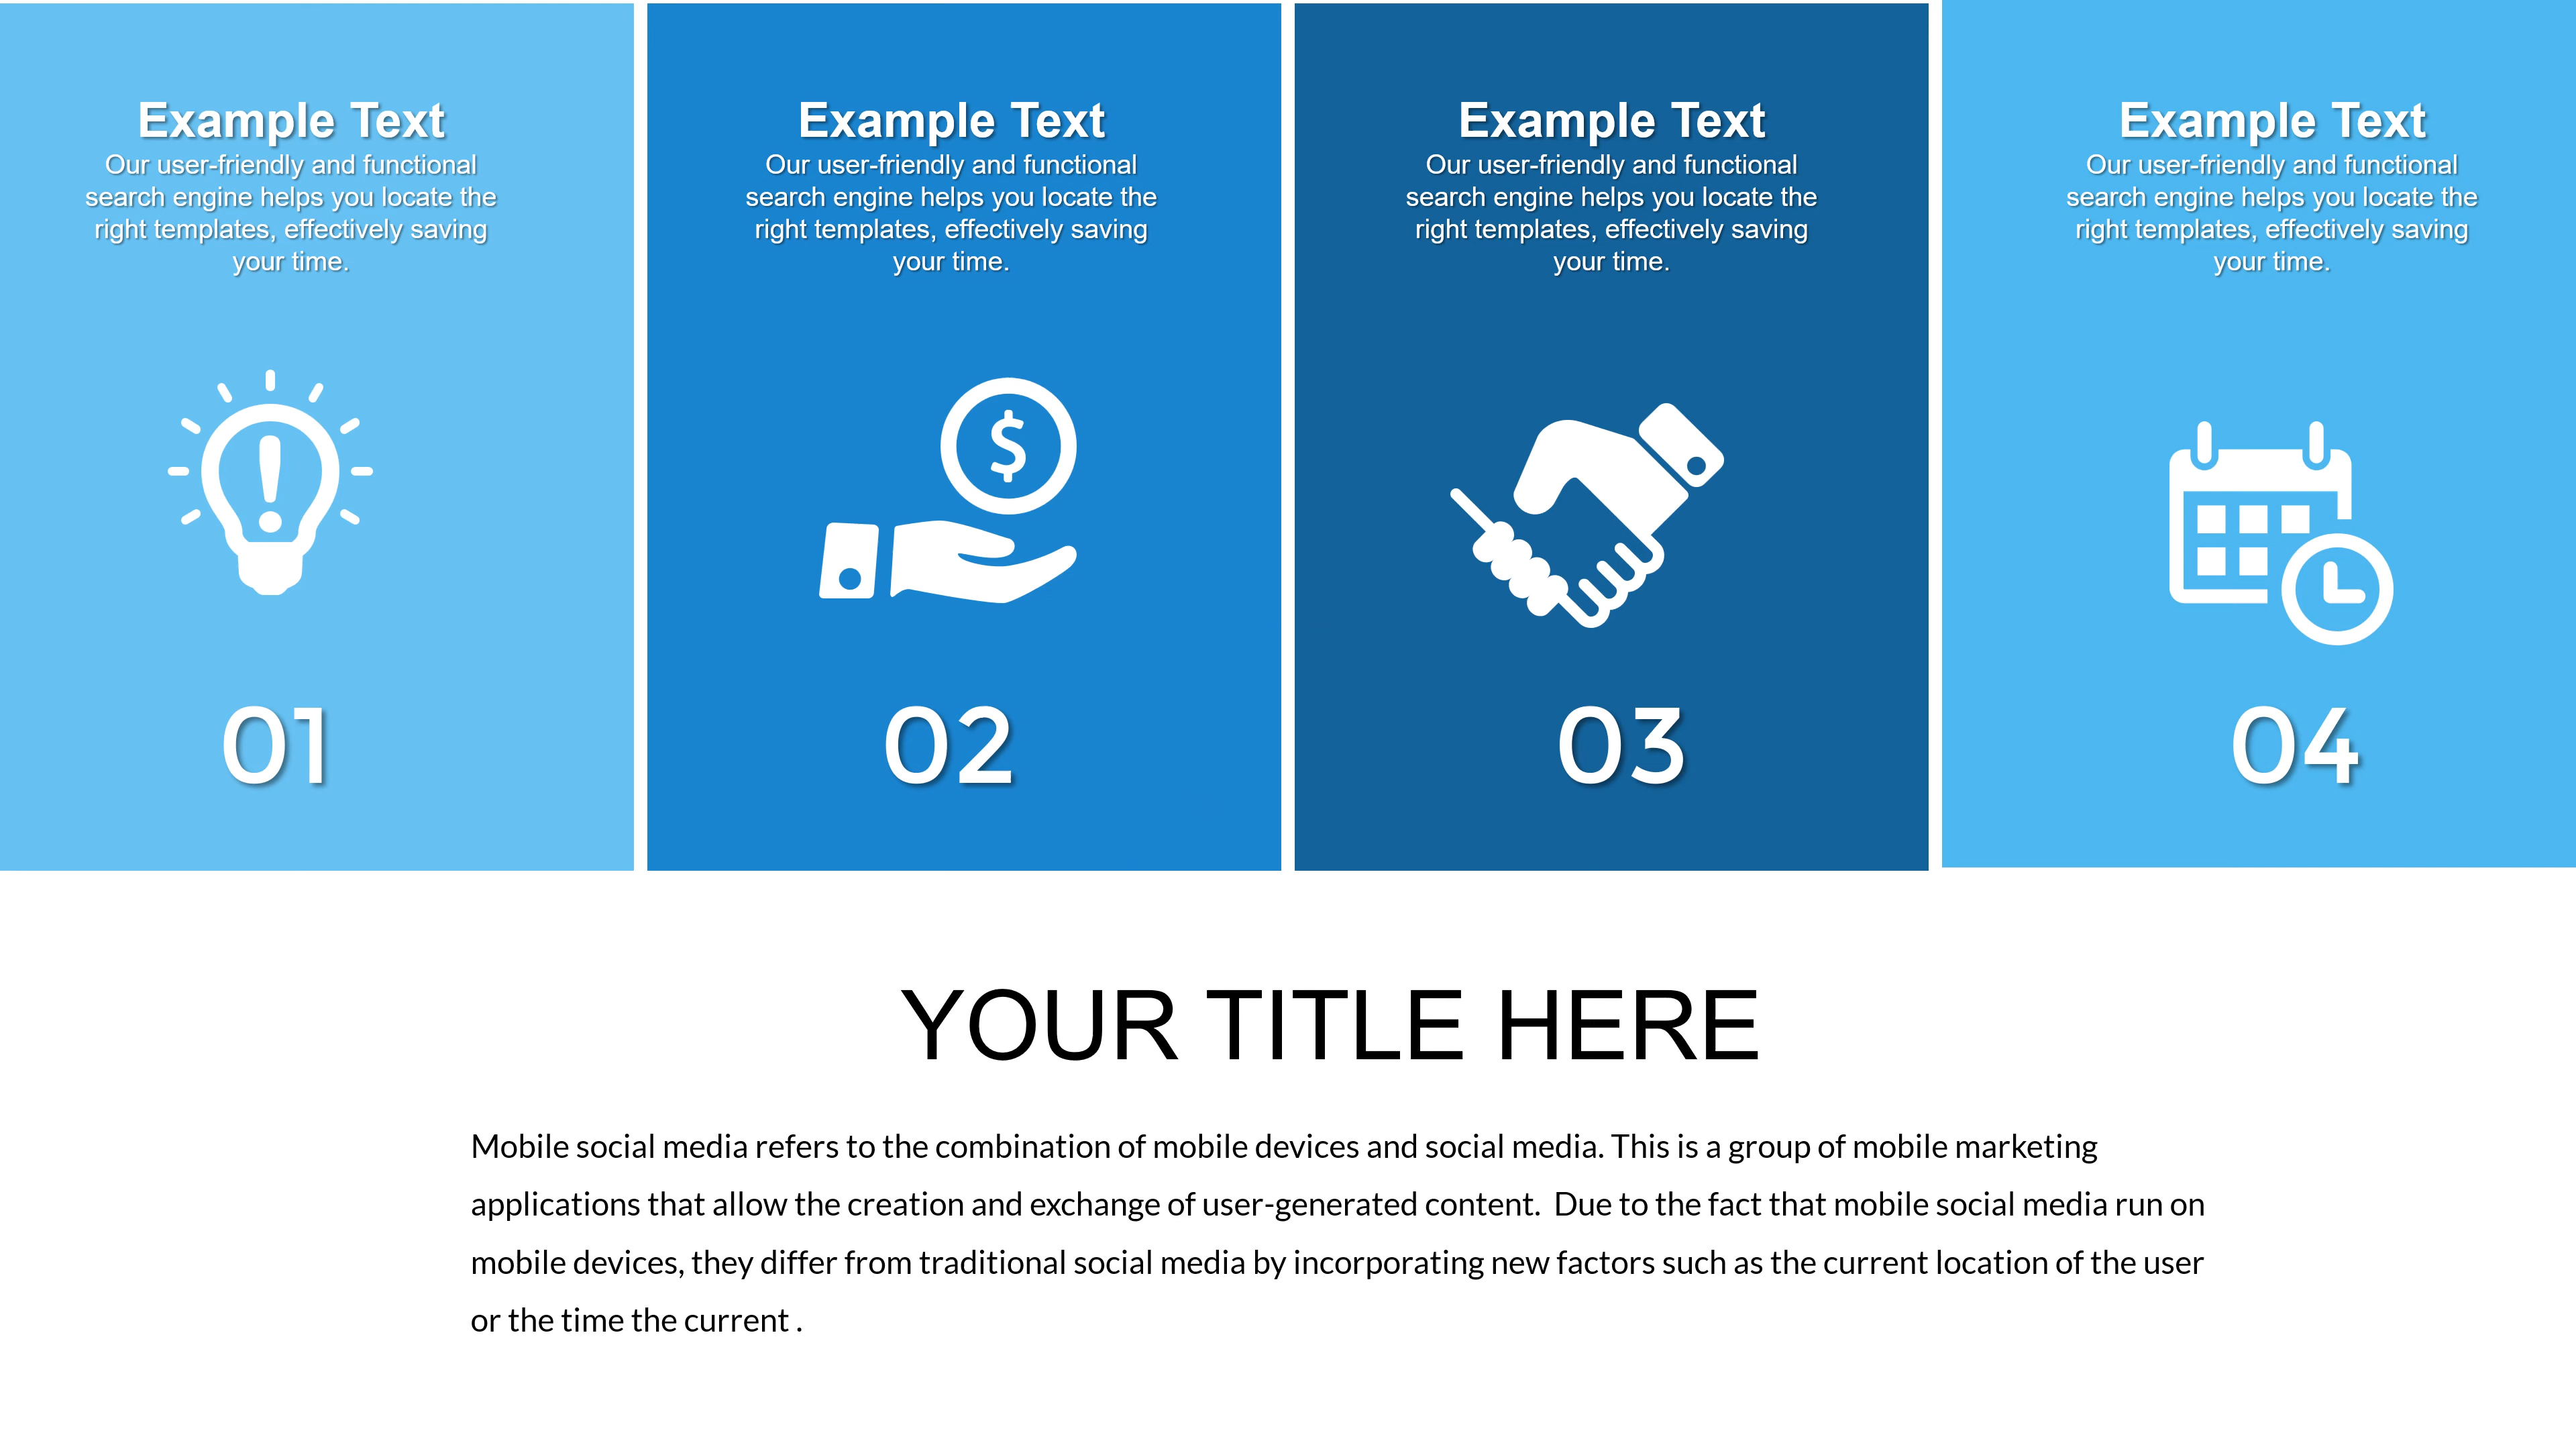 Example Text
Our user-friendly and functional
search engine helps you locate the
right templates, effectively saving
your time.
01
Example Text
Our user-friendly and functional
search engine helps you locate the
right templates, effectively saving
your time.
$
02
Example Text
Our user-friendly and functional
search engine helps you locate the
right templates, effectively saving
your time.
03
Example Text
Our user-friendly and functional
search engine helps you locate the
right templates, effectively saving
your time.
04
YOUR TITLE HERE
Mobile social media refers to the combination of mobile devices and social media. This is a group of mobile marketing
applications that allow the creation and exchange of user-generated content.  Due to the fact that mobile social media run on
mobile devices, they differ from traditional social media by incorporating new factors such as the current location of the user
or the time the current .